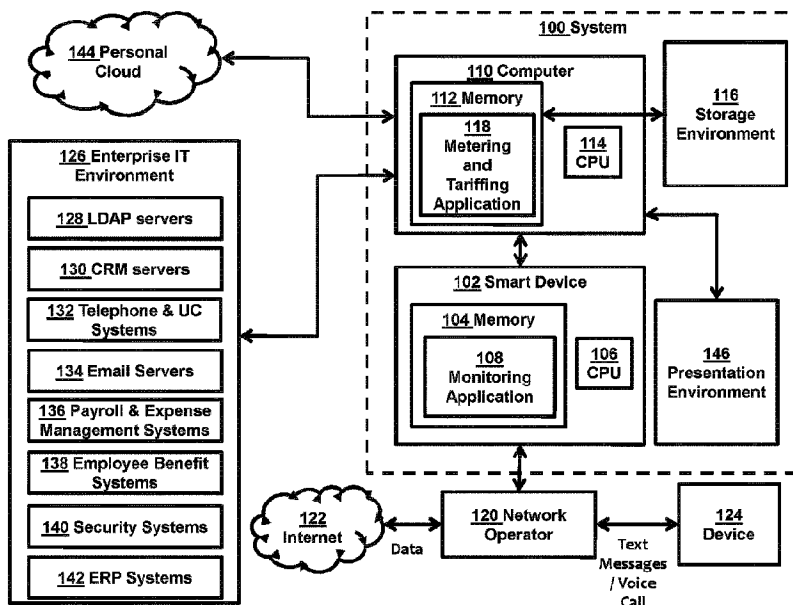 100 System
144 Personal
Cloud
110 Computer
112 Memory
118
Metering
and
Tariffing
Application
114
CPU
116
Storage
Environment
126 Enterprise IT
Environment
128 LDAP servers
130 CRM servers
132 Telephone & UC
Systems
134 Email Servers
136 Payroll & Expense
Management Systems
138 Employee Benefit
Systems
140 Security Systems
142 ERP Systems
102 Smart Device
104 Memory
108
Monitoring
Application
106
CPU
146
Presentation
Environment
122
Internet
Data
120 Network
Operator
Text
Messages
/ Voice
Call
124
Device